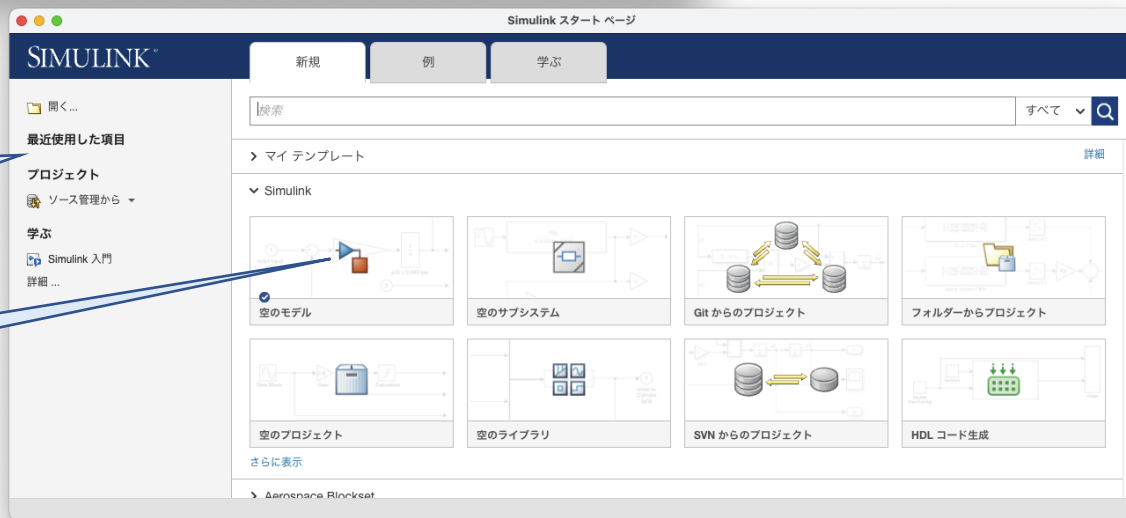 Simulink スタート ページ
SIMULINK
新規
例
学ぶ
開く...
最近使用した項目
プロジェクト
ソース管理から
学ぶ
Simulink 入門
詳細 ...
検索
すべて
マイ テンプレート
詳細
Simulink
空のモデル
空のサブシステム
Git からのプロジェクト
フォルダーからプロジェクト
空のプロジェクト
空のライブラリ
SVN からのプロジェクト
HDL コード生成
さらに表示
Aerospace Blockset